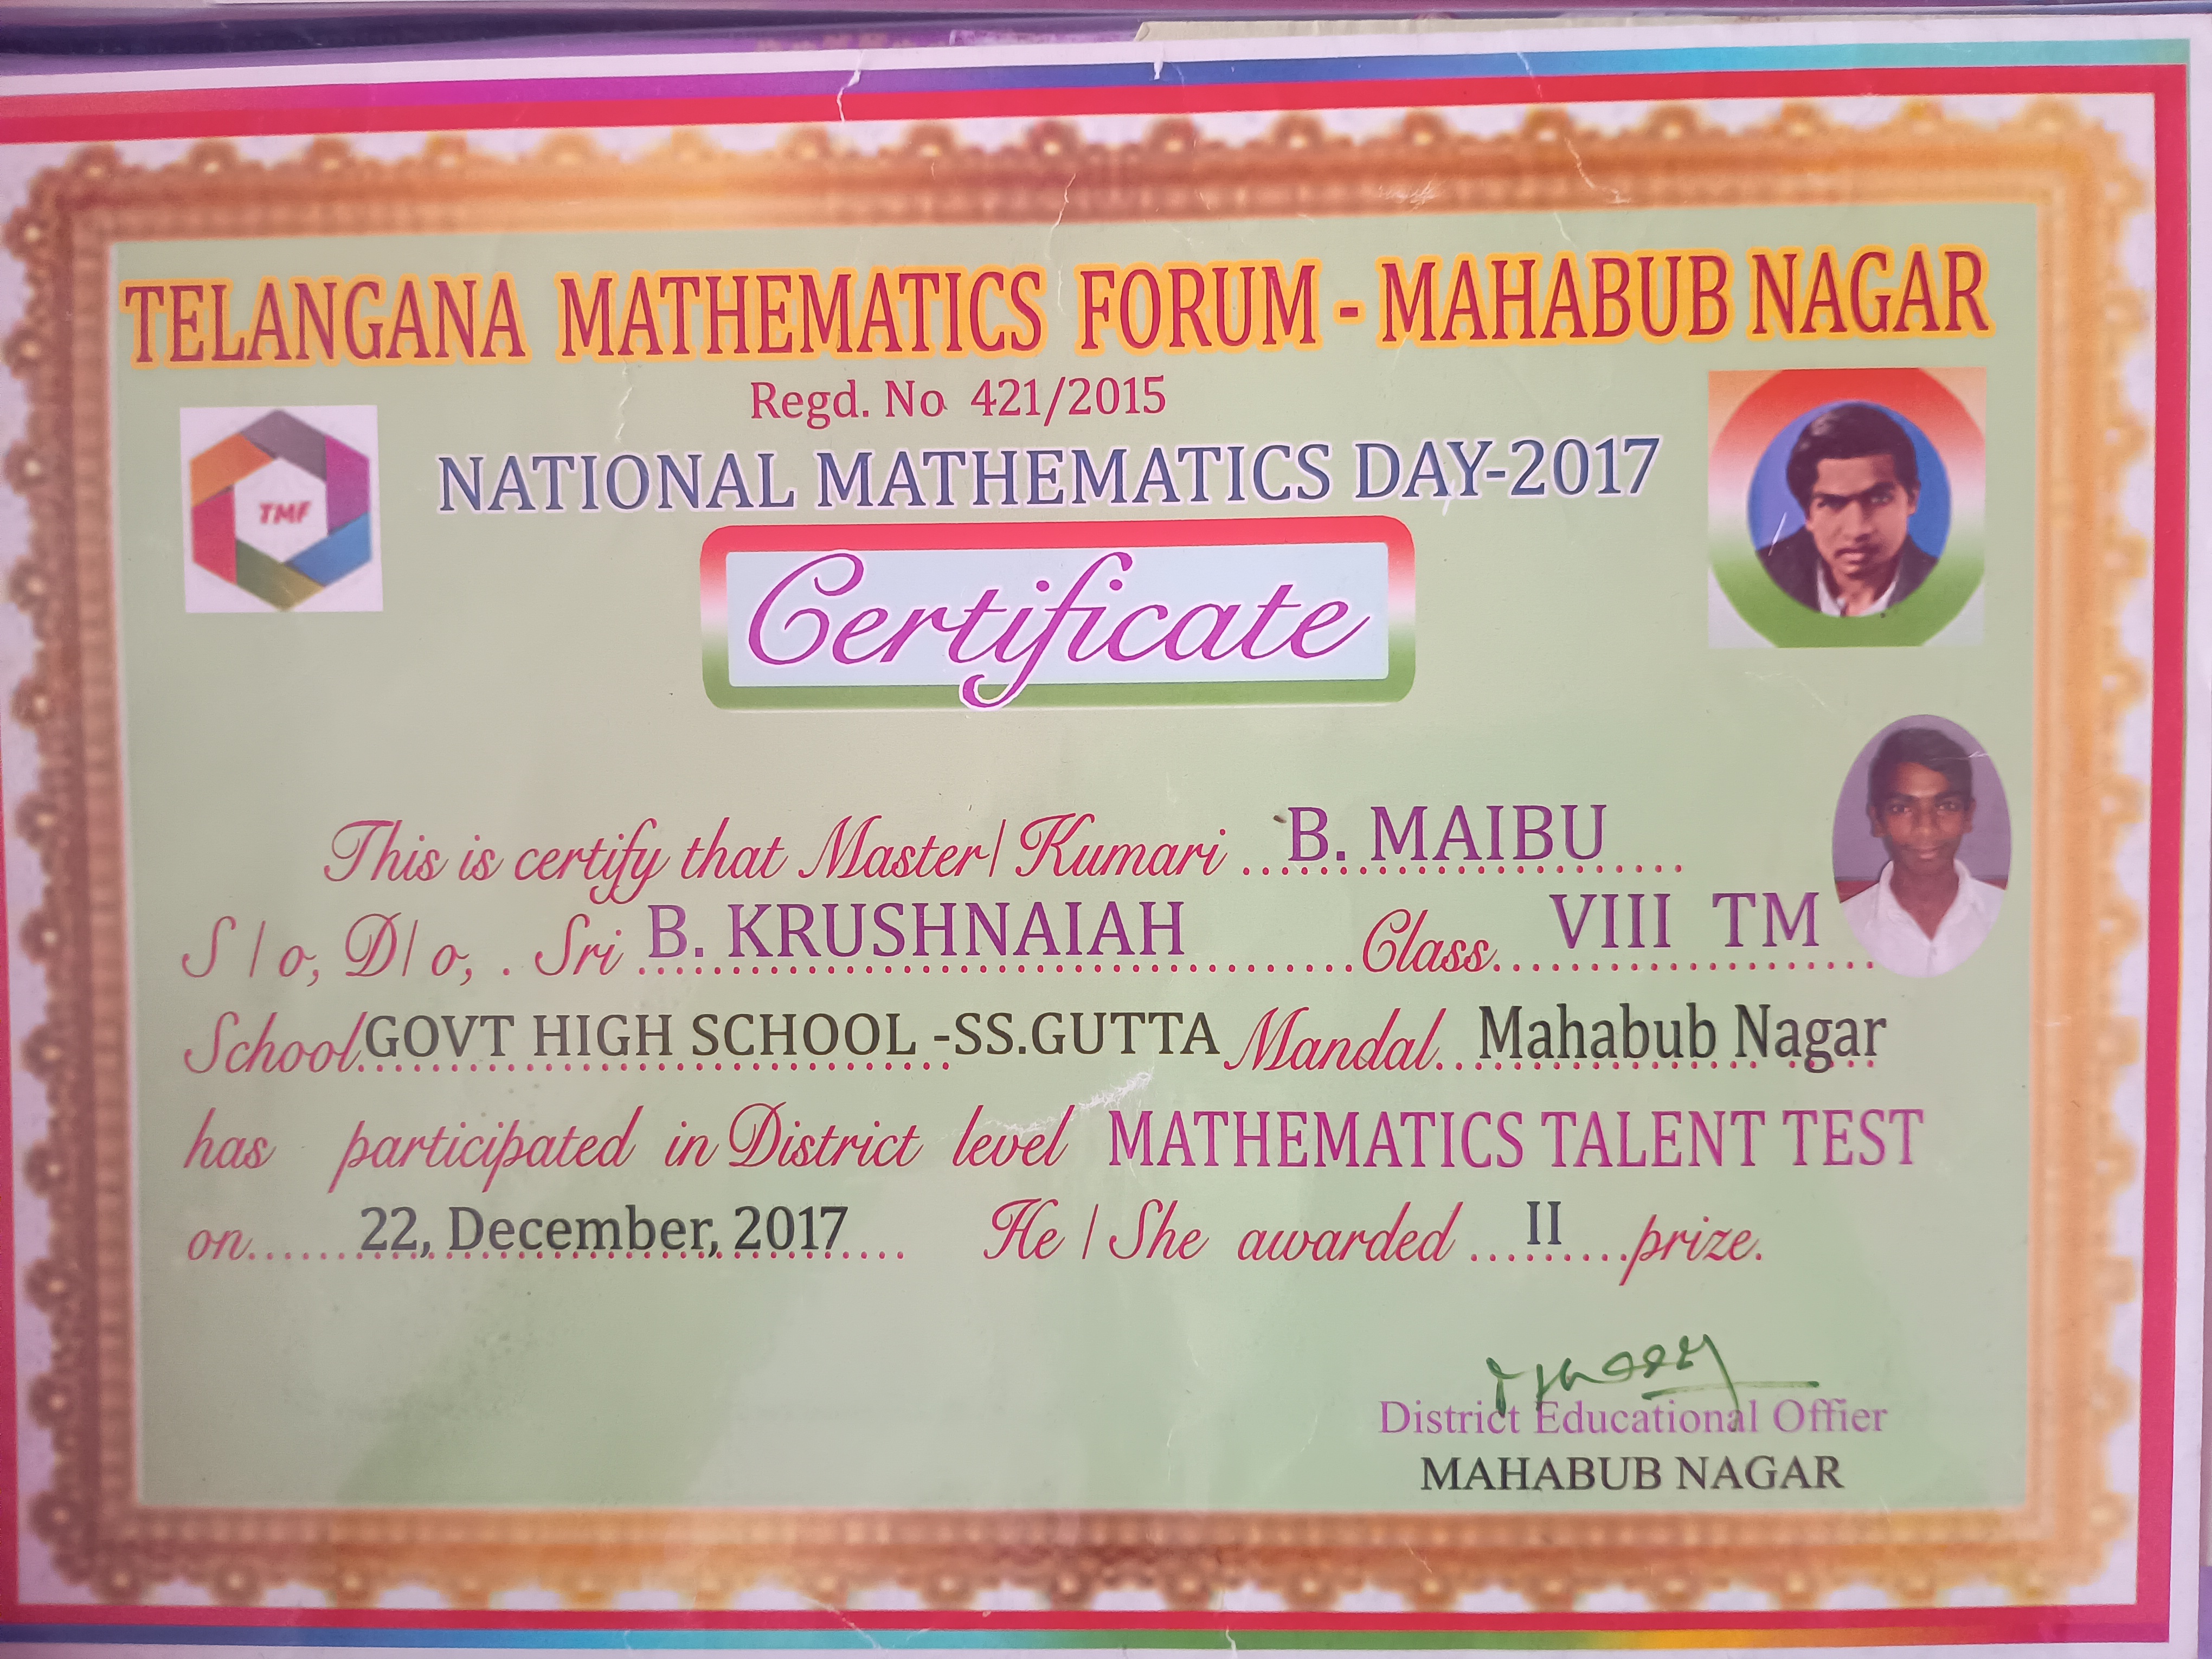 TELANGANA MATHEMATICS FORUM - MAHABUB NAGAR
Regd. No 421/2015
TMF
NATIONAL MATHEMATICS DAY-2017
Certificate
This is certify that Master/ Kumari ...B. MAIBU......
S/o, D/o, . Sri B. KRUSHNAIAH..........Class.... VIII TM....
School.GOVT HIGH SCHOOL -SS.GUTTA Mandal.. Mahabub Nagar
has participated in District level MATHEMATICS TALENT TEST
on......22, December, 2017.... He / She awarded ....II.....prize.
District Educational Offier
MAHABUB NAGAR